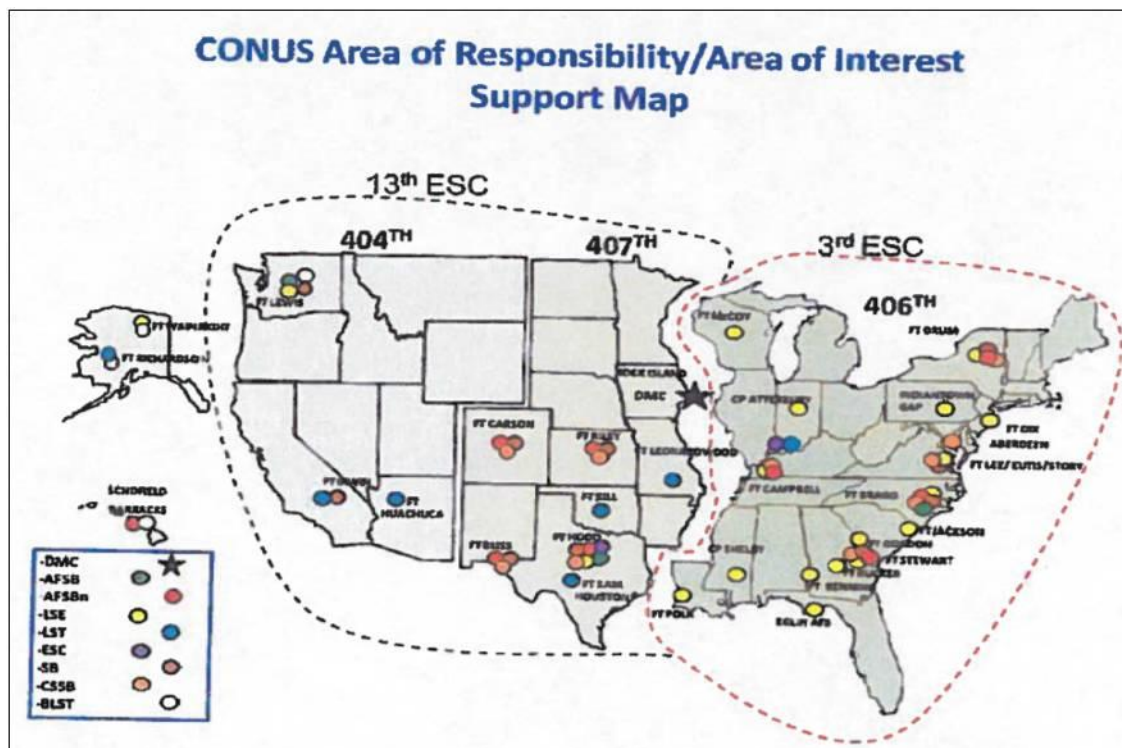 CONUS Area of Responsibility/Area of Interest
Support Map
13th ESC
404TH
407TH
3rd ESC
406TH
FT LEWIS
FT McCOY
FT DRUM
FT RICHARDSON
ROCK ISLAND
DMC
CP ATTERBURY
INDIANTOWN
GAP
FT DIX
ABERDEEN
FT CARSON
FT RILEY
FT LEONARDWOOD
FT LEE/EUTIS/STORY
FT CAMPBELL
FT BRAGG
FT
HUACHUCA
FT SILL
FT JACKSON
SCHOFIELD
BARRACKS
FT BLISS
FT HOOD
CP SHELBY
FT GORDON
FT STEWART
FT RUCKER
FT BENNING
FT SAM
HOUSTON
FT POLK
EGLIN AFB
-DMC
-AFSB
-AFSBn
-LSE
-LST
-ESC
-SB
-CSSB
-BLST